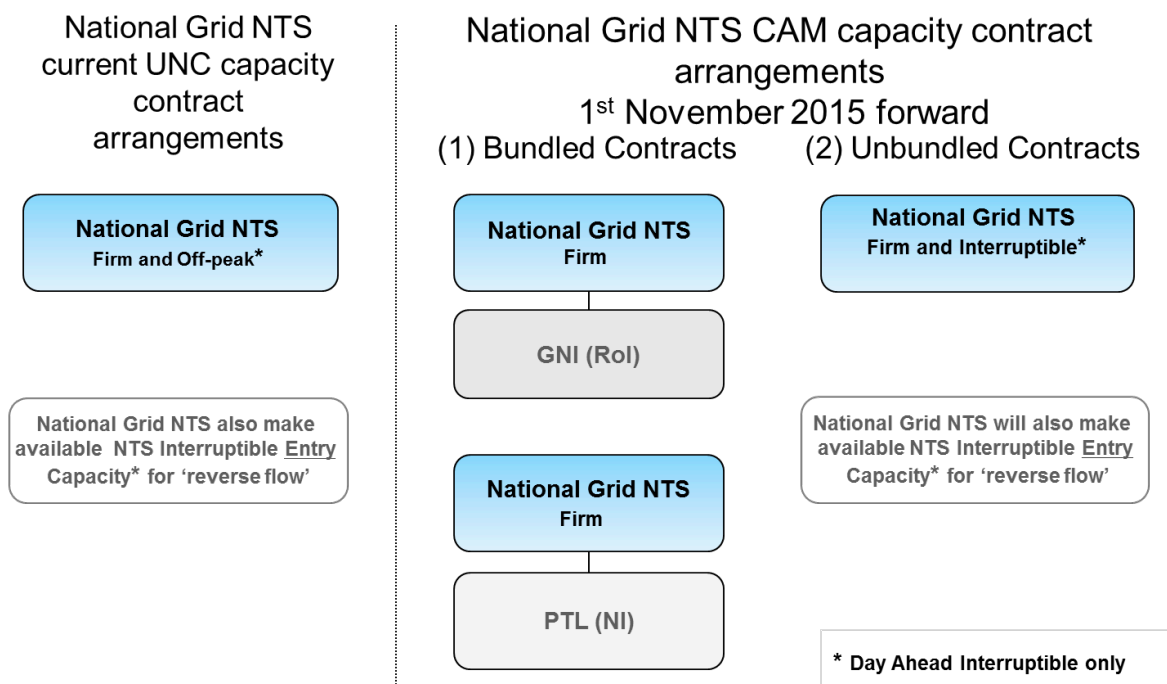 National Grid NTS
current UNC capacity
contract
arrangements
National Grid NTS CAM capacity contract
arrangements
1st November 2015 forward
(1) Bundled Contracts
(2) Unbundled Contracts
National Grid NTS
Firm and Off-peak*
National Grid NTS
Firm
GNI (RoI)
National Grid NTS
Firm and Interruptible*
National Grid NTS also make
available NTS Interruptible Entry
Capacity* for ‘reverse flow’
National Grid NTS
Firm
PTL (NI)
National Grid NTS will also make
available NTS Interruptible Entry
Capacity* for ‘reverse flow’
* Day Ahead Interruptible only